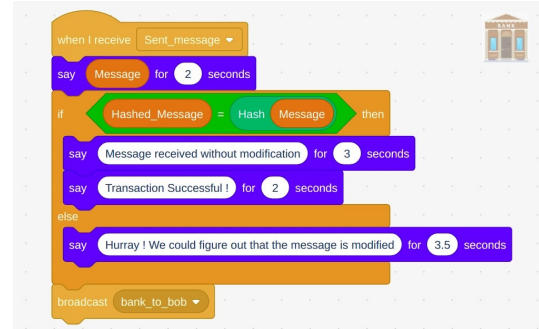 when I receive Sent_message
BANK
say Message for 2 seconds
if Hashed_Message = Hash Message then
say Message received without modification for 3 seconds
say Transaction Successful ! for 2 seconds
else
say Hurray ! We could figure out that the message is modified for 3.5 seconds
broadcast bank_to_bob